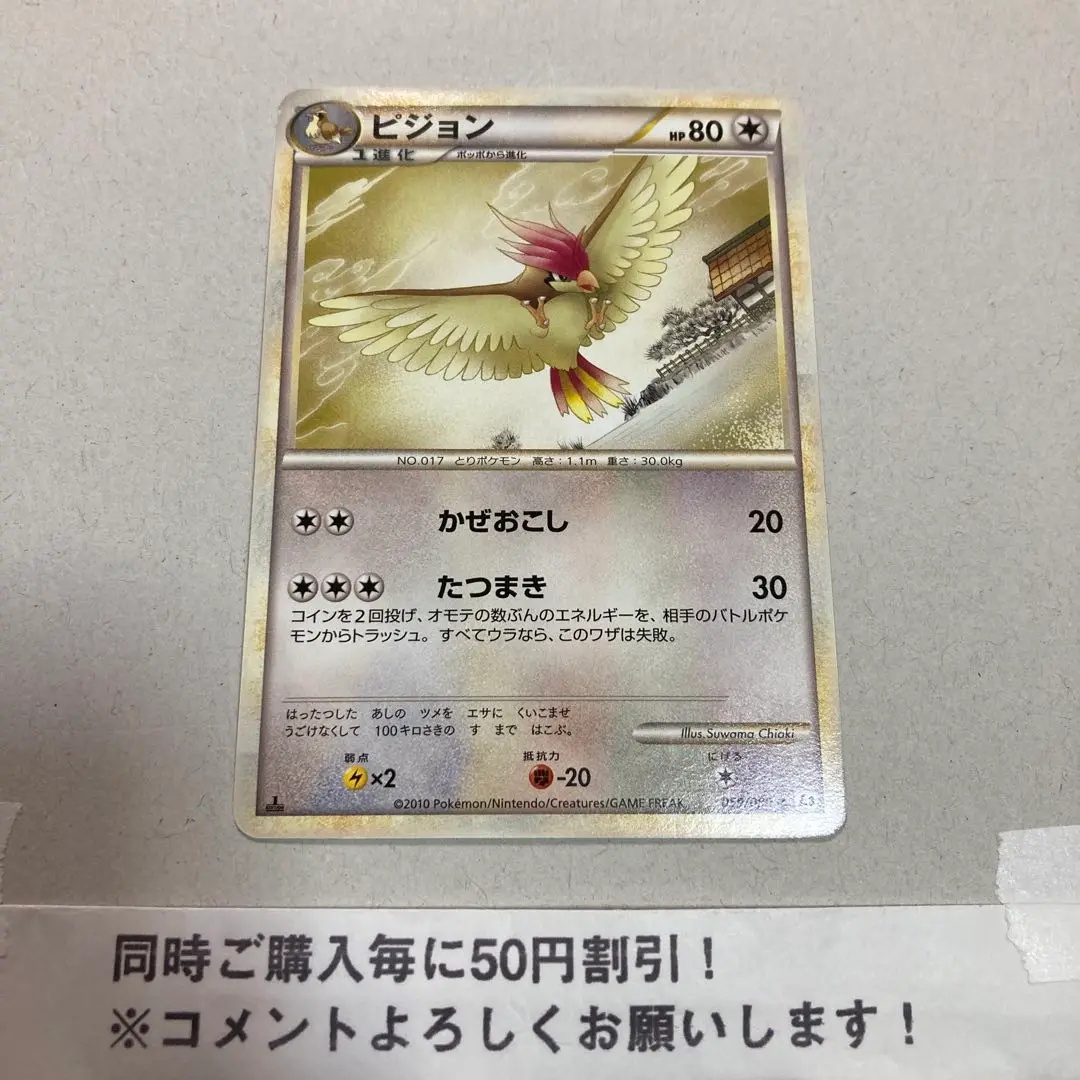 ピジョン HP80
1進化 ポッポから進化
NO.017 とりポケモン 高さ:1.1m 重さ:30.0kg
かぜおこし 20
たつまき 30
コインを2回投げ、オモテの数ぶんのエネルギーを、相手のバトルポケ
モンからトラッシュ。すべてウラなら、このワザは失敗。
はったつした あしの ツメを エサに くいこませ
うごけなくして 100キロさきの す まで はこぶ。
Illus.Suwama Chiaki
弱点 抵抗力 にげる
×2 -20
1
©2010 Pokémon/Nintendo/Creatures/GAME FREAK
同時ご購入毎に50円割引!
※コメントよろしくお願いします!